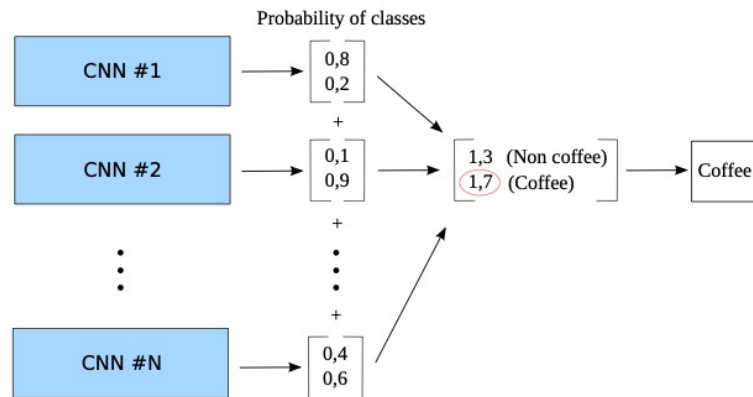 Probability of classes
CNN #1
0,8
0,2
+
CNN #2
0,1
0,9
1,3 (Non coffee)
1,7 (Coffee)
Coffee
+
+
CNN #N
0,4
0,6